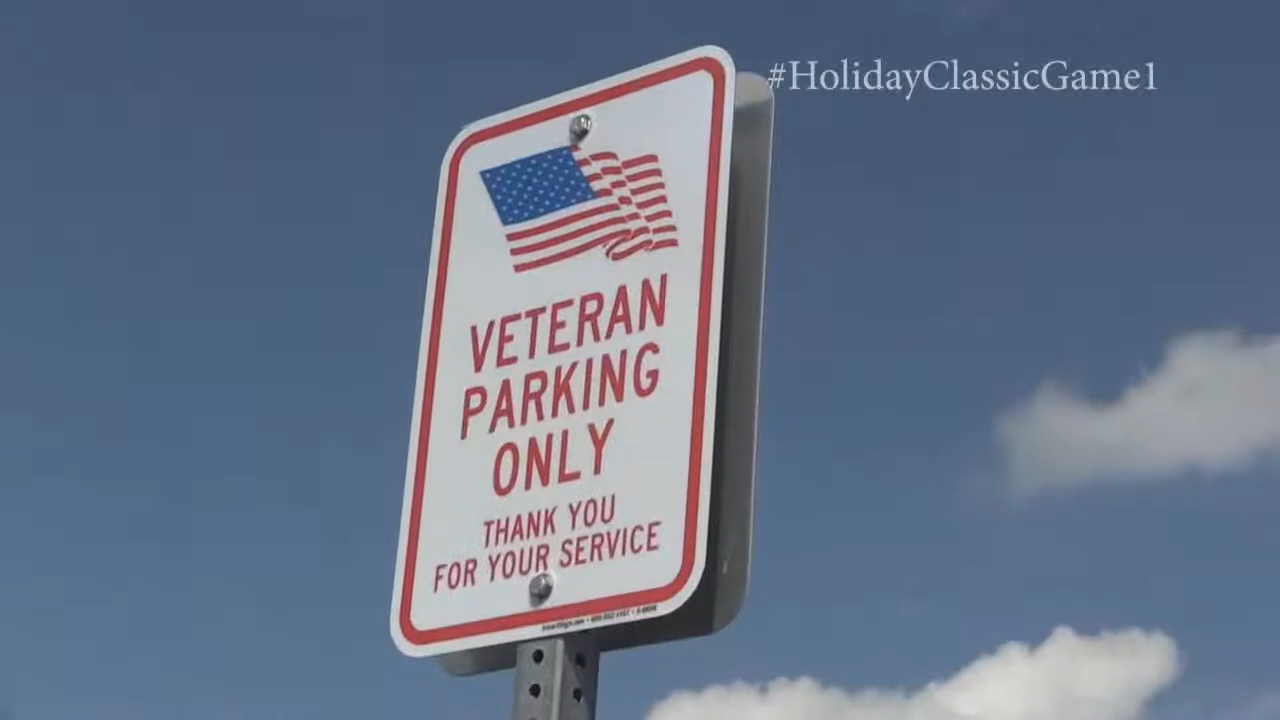 #HolidayClassicGame1
VETERAN
PARKING
ONLY
THANK YOU
FOR YOUR SERVICE